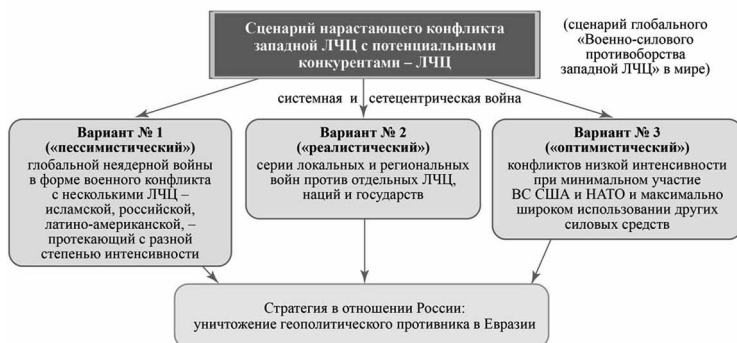 Сценарий нарастающего конфликта
западной ЛЧЦ с потенциальными
конкурентами – ЛЧЦ
(сценарий глобального
«Военно-силового
противоборства
западной ЛЧЦ» в мире)
системная и сетецентрическая война
Вариант № 1
(«пессимистический»)
глобальной неядерной войны
в форме военного конфликта
с несколькими ЛЧЦ –
исламской, российской,
латино-американской, –
протекающий с разной
степенью интенсивности
Вариант № 2
(«реалистический»)
серии локальных и региональных
войн против отдельных ЛЧЦ,
наций и государств
Вариант № 3
(«оптимистический»)
конфликтов низкой интенсивности
при минимальном участие
ВС США и НАТО и максимально
широком использовании других
силовых средств
Стратегия в отношении России:
уничтожение геополитического противника в Евразии